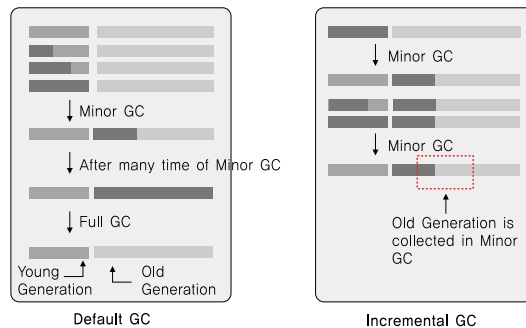 Minor GC
After many time of Minor GC
Full GC
Young
Generation
Old
Generation
Default GC
Minor GC
Minor GC
Old Generation is
collected in Minor
GC
Incremental GC